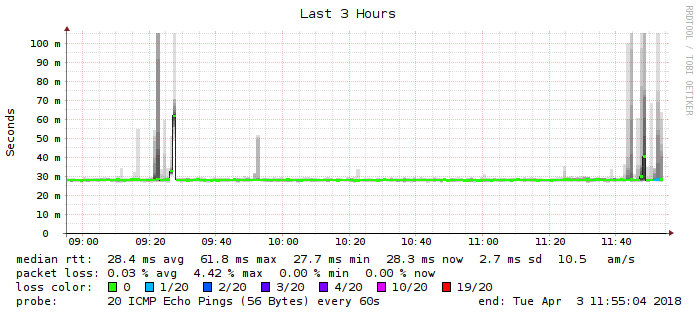 Last 3 Hours
RRDTOOL / TOBI OETIKER
Seconds
100 m
90 m
80 m
70 m
60 m
50 m
40 m
30 m
20 m
10 m
0
09:00 09:20 09:40 10:00 10:20 10:40 11:00 11:20 11:40
median rtt: 28.4 ms avg 61.8 ms max 27.7 ms min 28.3 ms now 2.7 ms sd 10.5 am/s
packet loss: 0.03 % avg 4.42 % max 0.00 % min 0.00 % now
loss color: 0 1/20 2/20 3/20 4/20 10/20 19/20
probe: 20 ICMP Echo Pings (56 Bytes) every 60s end: Tue Apr 3 11:55:04 2018